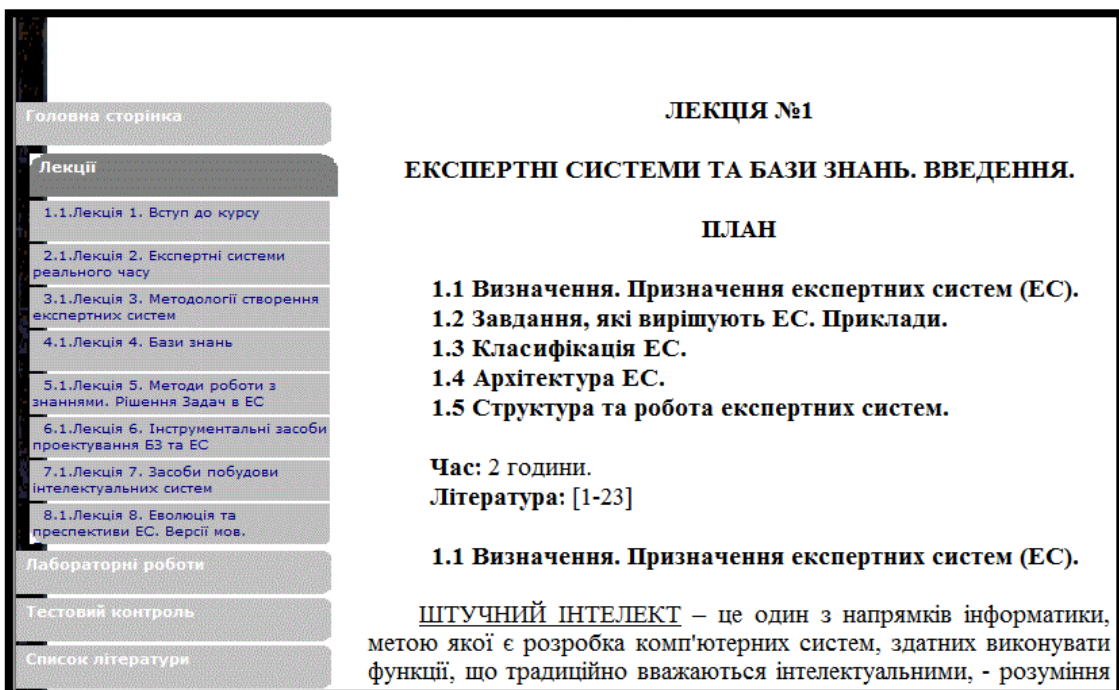 Головна сторінка
Лекції
1.1.Лекція 1. Вступ до курсу
2.1.Лекція 2. Експертні системи
реального часу
3.1.Лекція 3. Методології створення
експертних систем
4.1.Лекція 4. Бази знань
5.1.Лекція 5. Методи роботи з
знаннями. Рішення Задач в ЕС
6.1.Лекція 6. Інструментальні засоби
проектування БЗ та ЕС
7.1.Лекція 7. Засоби побудови
інтелектуальних систем
8.1.Лекція 8. Еволюція та
преспективи ЕС. Версії мов.
Лабораторні роботи
Тестовий контроль
Список літератури
ЛЕКЦІЯ №1
ЕКСПЕРТНІ СИСТЕМИ ТА БАЗИ ЗНАНЬ. ВВЕДЕННЯ.
ПЛАН
1.1 Визначення. Призначення експертних систем (ЕС).
1.2 Завдання, які вирішують ЕС. Приклади.
1.3 Класифікація ЕС.
1.4 Архітектура ЕС.
1.5 Структура та робота експертних систем.
Час: 2 години.
Література: [1-23]
1.1 Визначення. Призначення експертних систем (ЕС).
ШТУЧНИЙ ІНТЕЛЕКТ – це один з напрямків інформатики,
метою якої є розробка комп'ютерних систем, здатних виконувати
функції, що традиційно вважаються інтелектуальними, - розуміння